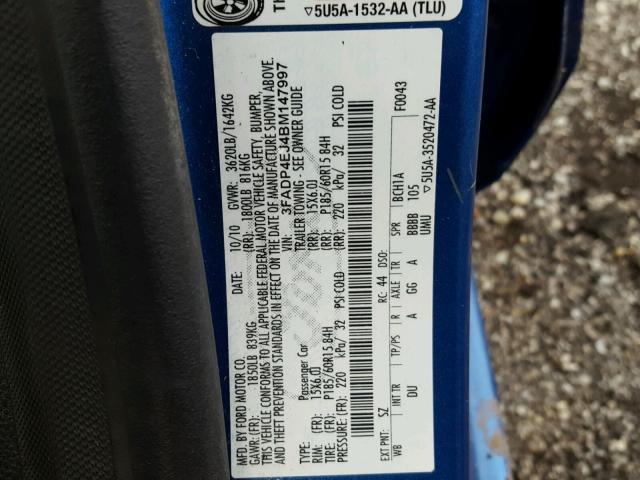 5U5A-1532-AA (TLU)
MFD. BY FORD MOTOR CO.
DATE: 10/10 GVWR: 3620LB/1642KG
GAWR: (FR): 1850LB 839KG (RR): 1800LB 816KG
THIS VEHICLE CONFORMS TO ALL APPLICABLE FEDERAL MOTOR VEHICLE SAFETY, BUMPER,
AND THEFT PREVENTION STANDARDS IN EFFECT ON THE DATE OF MANUFACTURE SHOWN ABOVE.
VIN: 3FADP4EJ4BM147997
TYPE: Passenger Car TRAILER TOWING - SEE OWNER GUIDE
RIM: (FR): 15X6.0J (RR): 15X6.0J
TIRE: (FR): P185/60R15 84H (RR): P185/60R15 84H
PRESSURE: (FR): 220 kPa/ 32 PSI COLD (RR): 220 kPa/ 32 PSI COLD
EXT PNT: SZ RC: 44 DSO: BCH1A F0043
WB INT TR TP/PS R AXLE TR SPR
DU A GG A BBBB 105
UMU 5U5A-3520472-AA